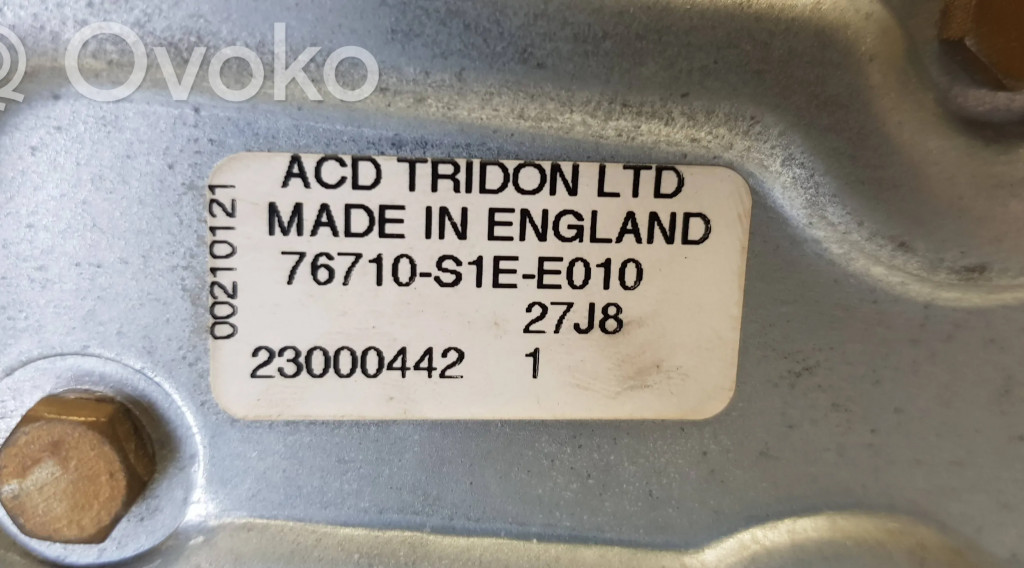 Ovoko
ACD TRIDON LTD
MADE IN ENGLAND
76710-S1E-E010
27J8
23000442 1
00210121